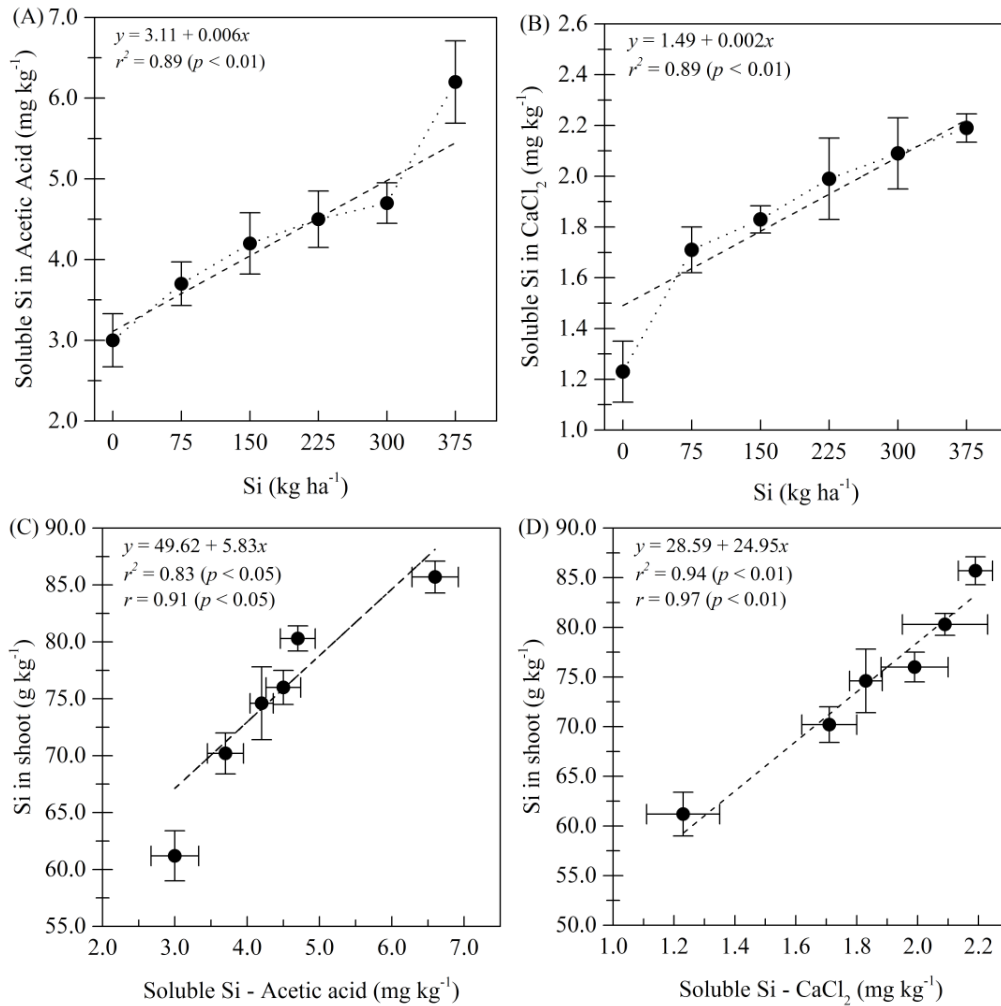 (A)
y = 3.11 + 0.006x
r² = 0.89 (p < 0.01)
Soluble Si in Acetic Acid (mg kg⁻¹)
7.0
6.0
5.0
4.0
3.0
2.0
0 75 150 225 300 375
Si (kg ha⁻¹)
(B)
y = 1.49 + 0.002x
r² = 0.89 (p < 0.01)
Soluble Si in CaCl₂ (mg kg⁻¹)
2.6
2.4
2.2
2.0
1.8
1.6
1.4
1.2
1.0
0 75 150 225 300 375
Si (kg ha⁻¹)
(C)
y = 49.62 + 5.83x
r² = 0.83 (p < 0.05)
r = 0.91 (p < 0.05)
Si in shoot (g kg⁻¹)
90.0
85.0
80.0
75.0
70.0
65.0
60.0
55.0
2.0 3.0 4.0 5.0 6.0 7.0
Soluble Si - Acetic acid (mg kg⁻¹)
(D)
y = 28.59 + 24.95x
r² = 0.94 (p < 0.01)
r = 0.97 (p < 0.01)
Si in shoot (g kg⁻¹)
90.0
85.0
80.0
75.0
70.0
65.0
60.0
55.0
50.0
1.0 1.2 1.4 1.6 1.8 2.0 2.2
Soluble Si - CaCl₂ (mg kg⁻¹)